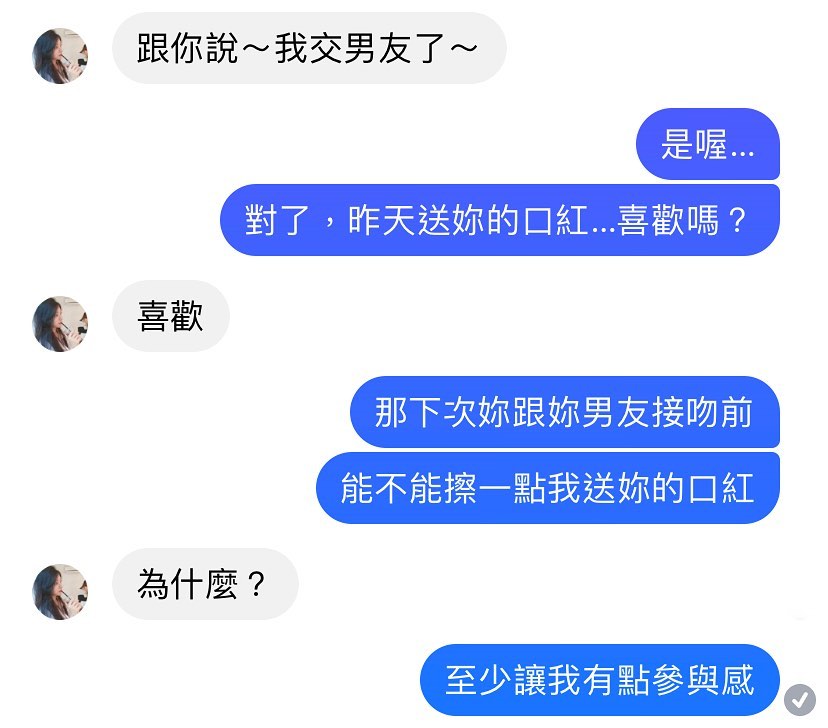 跟你說～我交男友了～
是喔...
對了，昨天送妳的口紅...喜歡嗎？
喜歡
那下次妳跟妳男友接吻前
能不能擦一點我送妳的口紅
為什麼？
至少讓我有點參與感